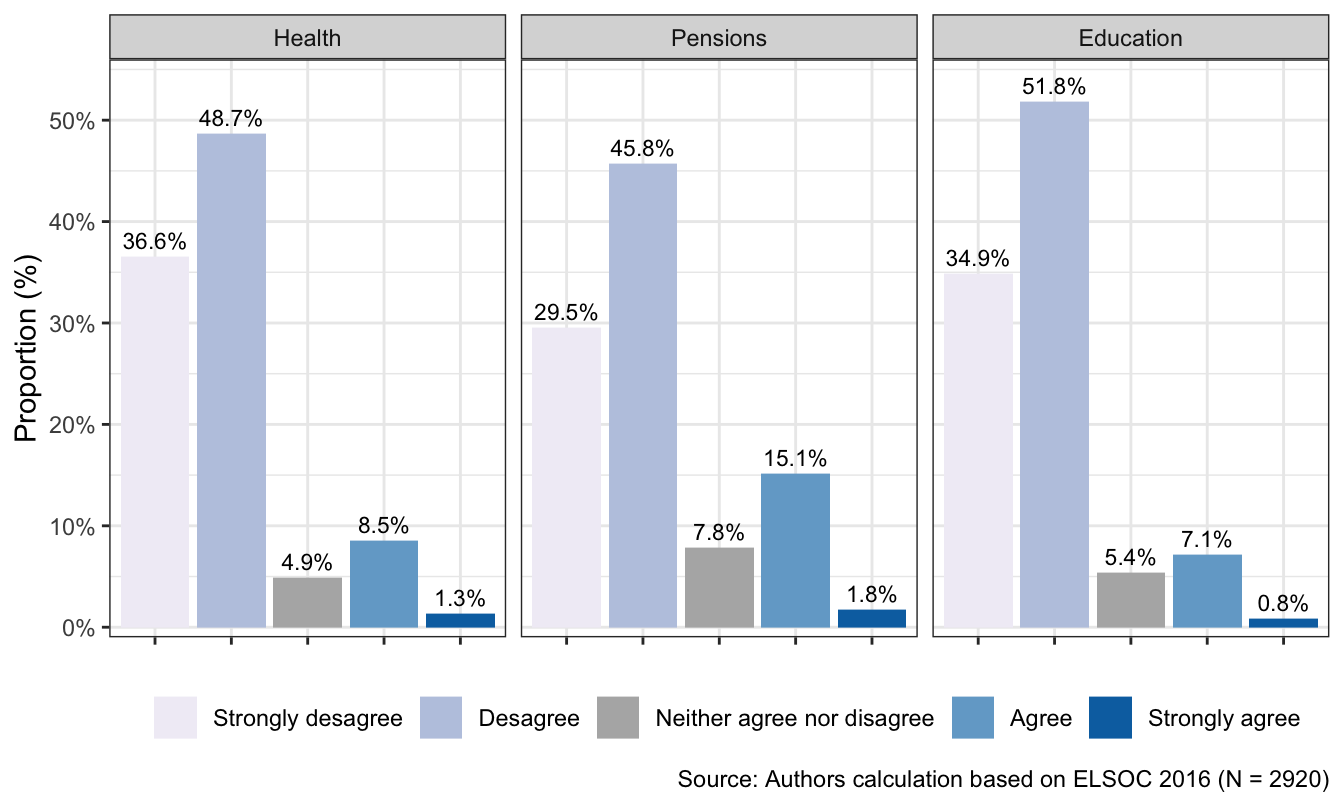 Health Pensions Education
Proportion (%)
50%
40%
30%
20%
10%
0%
36.6% 48.7% 4.9% 8.5% 1.3%
29.5% 45.8% 7.8% 15.1% 1.8%
34.9% 51.8% 5.4% 7.1% 0.8%
Strongly desagree Desagree Neither agree nor disagree Agree Strongly agree
Source: Authors calculation based on ELSOC 2016 (N = 2920)